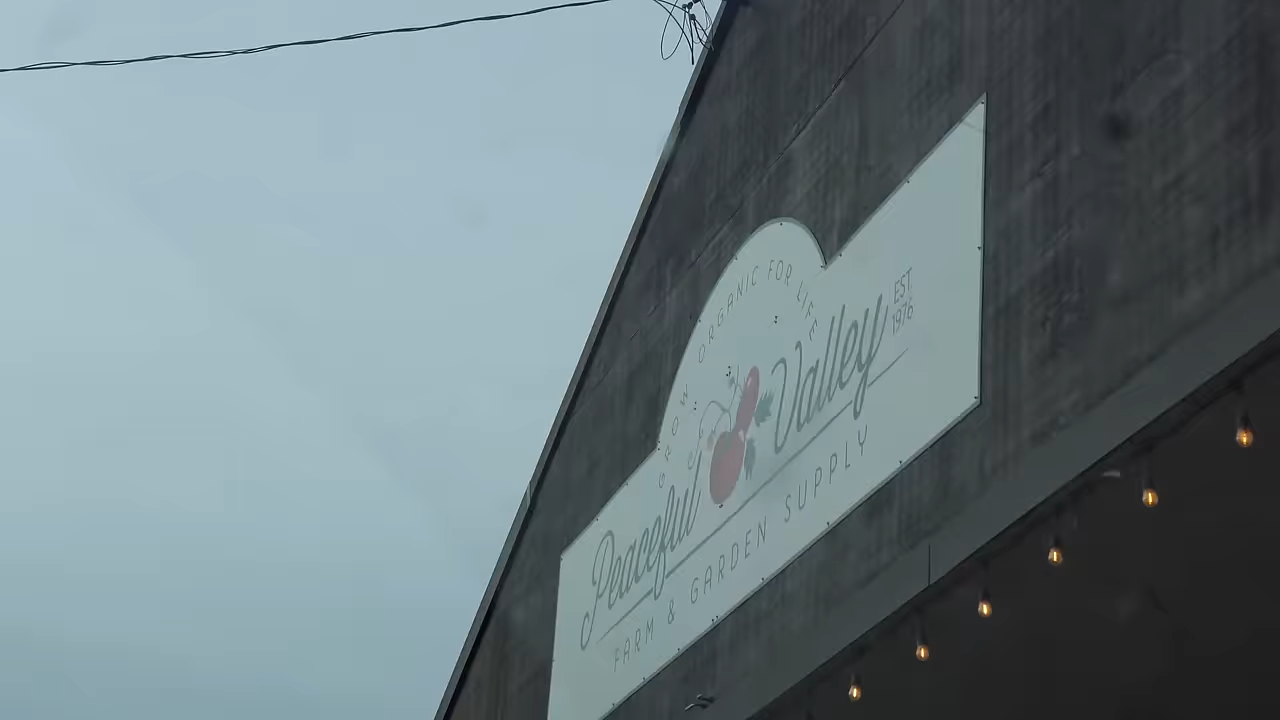 GROW ORGANIC FOR LIFE
Peaceful Valley
EST.
1976
FARM & GARDEN SUPPLY